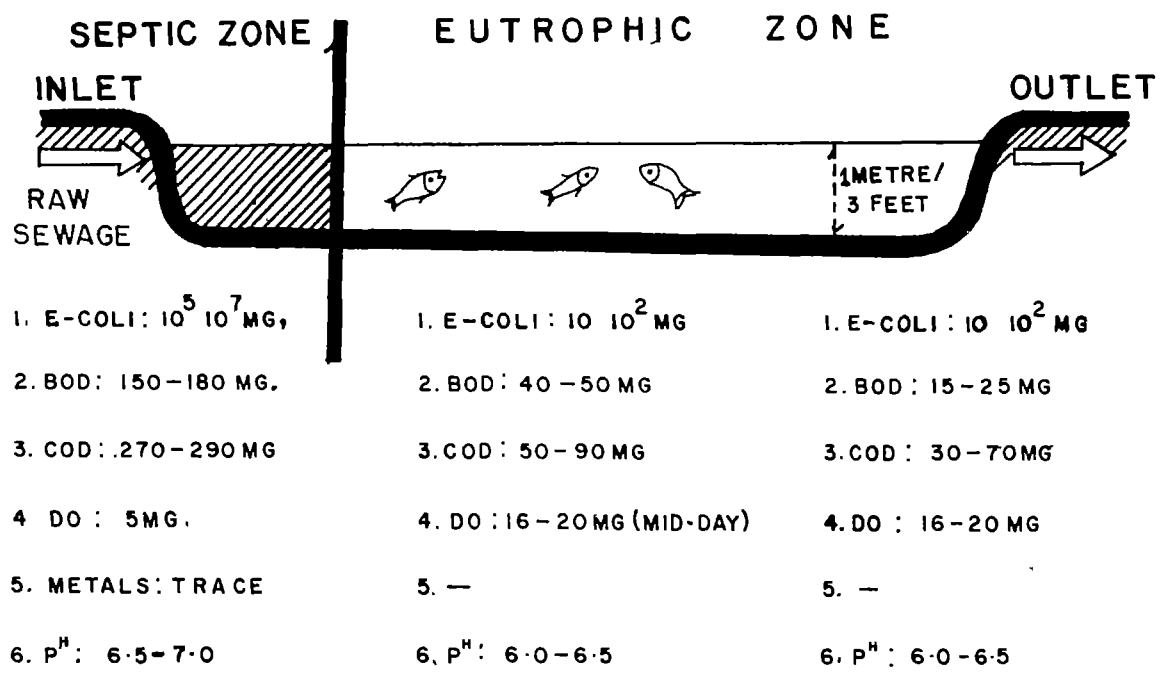 SEPTIC ZONE EUTROPHIC ZONE
INLET OUTLET
RAW
SEWAGE
1 METRE/
3 FEET
1. E-COLI: 10⁵ 10⁷ MG,
2. BOD: 150-180 MG.
3. COD: .270-290 MG
4 DO : 5MG.
5. METALS: TRACE
6. Pᴴ: 6·5-7·0
1. E-COLI: 10 10² MG
2. BOD: 40-50 MG
3. COD: 50-90 MG
4. DO: 16-20 MG (MID-DAY)
5. —
6. Pᴴ: 6·0-6·5
1. E-COLI: 10 10² MG
2. BOD: 15-25 MG
3. COD: 30-70 MG
4. DO : 16-20 MG
5. —
6. Pᴴ: 6·0-6·5